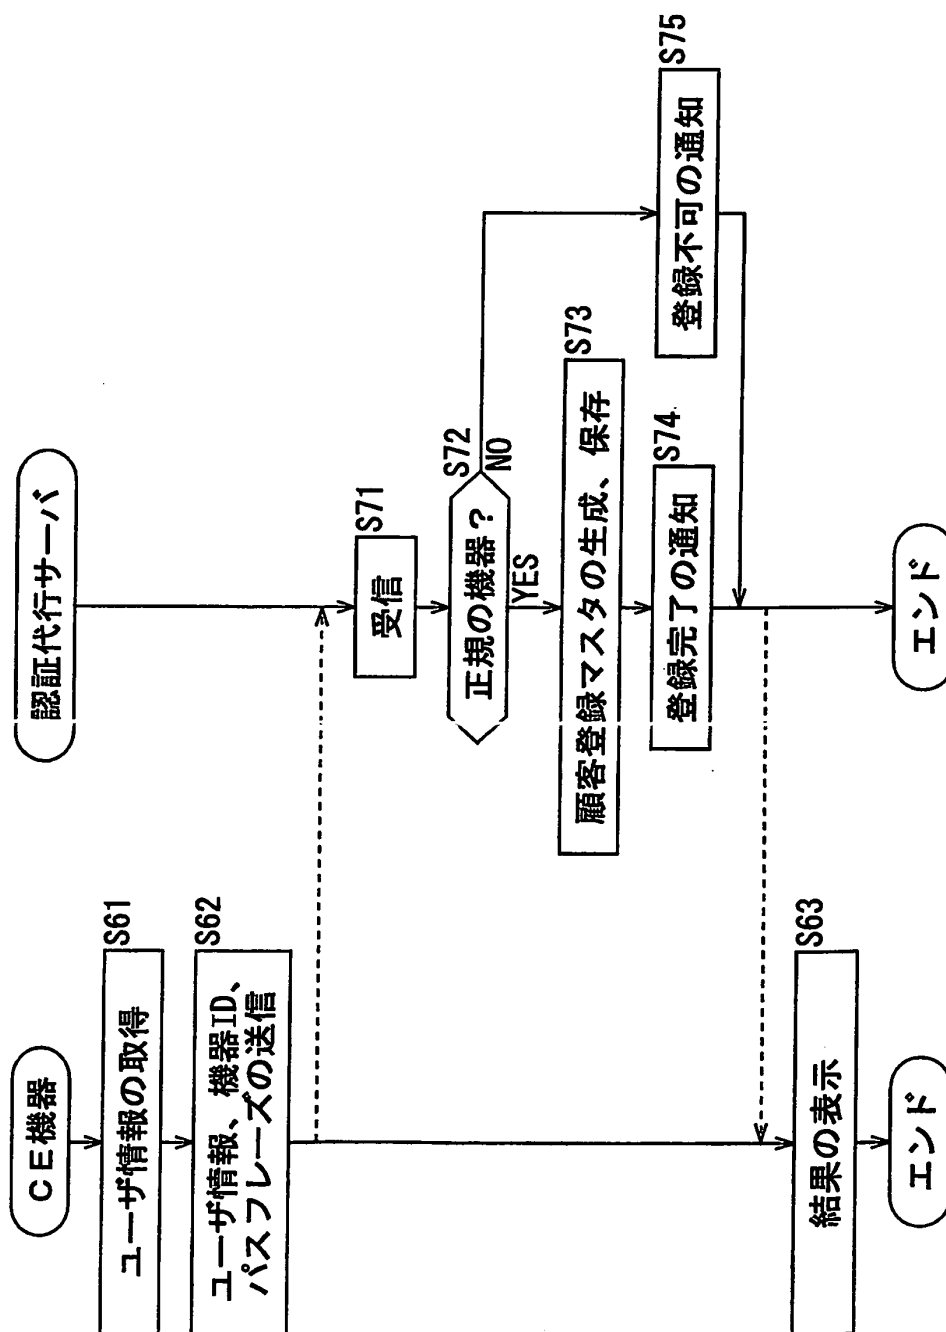 CE機器
S61
ユーザ情報の取得
S62
ユーザ情報、機器ID、
パスフレーズの送信
S63
結果の表示
エンド
認証代行サーバ
S71
受信
S72
正規の機器?
NO
YES
S73
顧客登録マスタの生成、保存
S74
登録完了の通知
S75
登録不可の通知
エンド